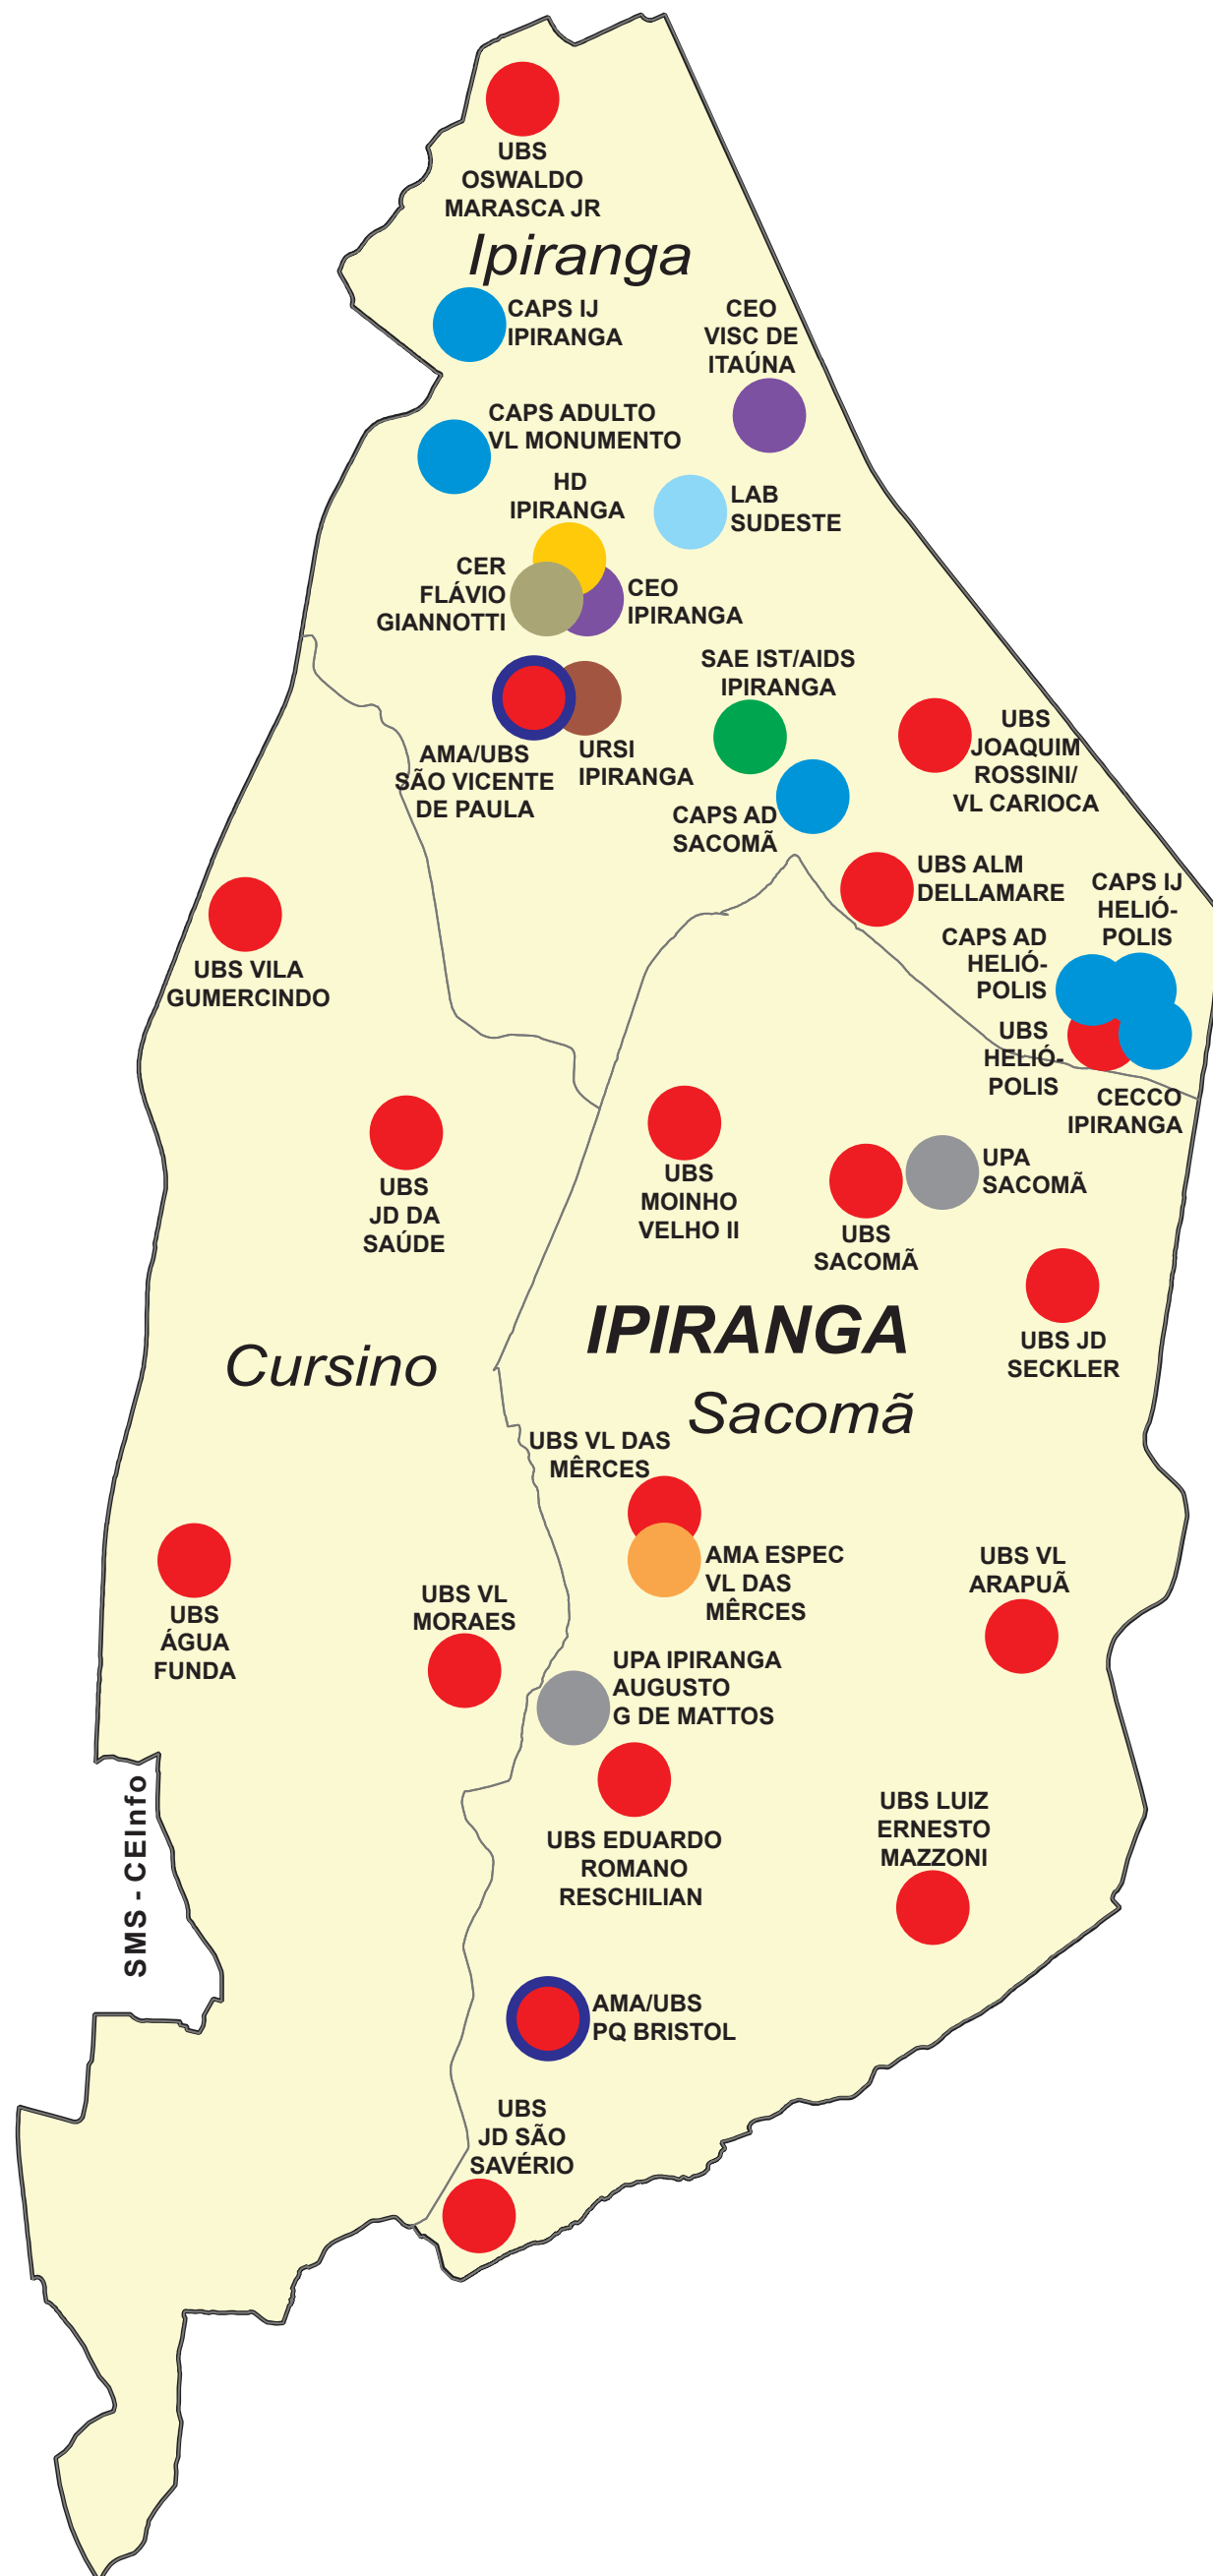 UBS
OSWALDO
MARASCA JR
Ipiranga
CAPS IJ
IPIRANGA
CEO
VISC DE
ITAÚNA
CAPS ADULTO
VL MONUMENTO
HD
IPIRANGA
LAB
SUDESTE
CER
FLÁVIO
GIANNOTTI
CEO
IPIRANGA
SAE IST/AIDS
IPIRANGA
AMA/UBS
SÃO VICENTE
DE PAULA
URSI
IPIRANGA
UBS
JOAQUIM
ROSSINI/
VL CARIOCA
CAPS AD
SACOMÃ
UBS ALM
DELLAMARE
CAPS IJ
HELIÓ-
POLIS
CAPS AD
HELIÓ-
POLIS
UBS VILA
GUMERCINDO
UBS
HELIÓ-
POLIS
CECCO
IPIRANGA
UBS
JD DA
SAÚDE
UBS
MOINHO
VELHO II
UPA
SACOMÃ
UBS
SACOMÃ
IPIRANGA
UBS JD
SECKLER
Cursino
Sacomã
UBS VL DAS
MÊRCES
AMA ESPEC
VL DAS
MÊRCES
UBS VL
ARAPUÃ
UBS
ÁGUA
FUNDA
UBS VL
MORAES
UPA IPIRANGA
AUGUSTO
G DE MATTOS
UBS EDUARDO
ROMANO
RESCHILIAN
UBS LUIZ
ERNESTO
MAZZONI
SMS - CEInfo
AMA/UBS
PQ BRISTOL
UBS
JD SÃO
SAVÉRIO